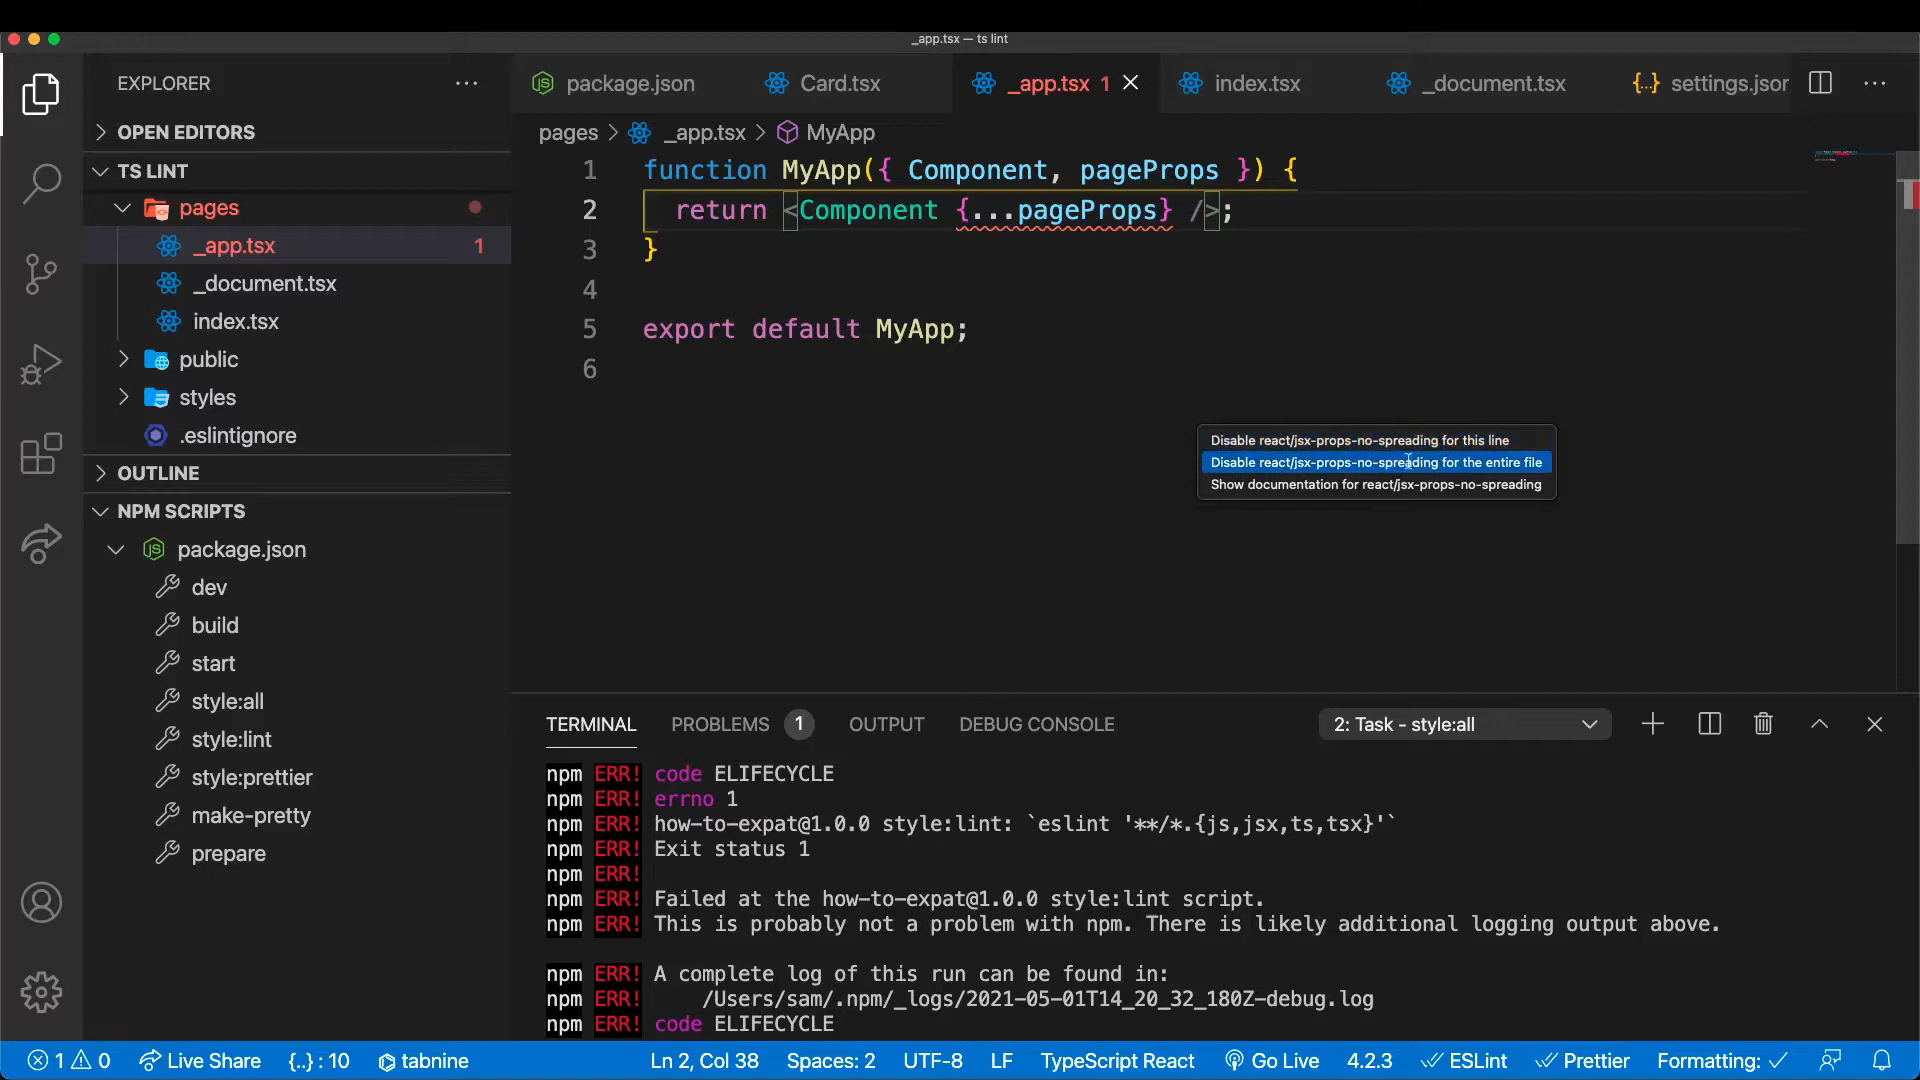 _app.tsx — ts lint
EXPLORER
OPEN EDITORS
TS LINT
pages
_app.tsx 1
_document.tsx
index.tsx
public
styles
.eslintignore
OUTLINE
NPM SCRIPTS
package.json
dev
build
start
style:all
style:lint
style:prettier
make-pretty
prepare
package.json Card.tsx _app.tsx 1 index.tsx _document.tsx settings.jsor
pages > _app.tsx > MyApp
1 function MyApp({ Component, pageProps }) {
2 return <Component {...pageProps} />;
3 }
4
5 export default MyApp;
6
Disable react/jsx-props-no-spreading for this line
Disable react/jsx-props-no-spreading for the entire file
Show documentation for react/jsx-props-no-spreading
TERMINAL PROBLEMS 1 OUTPUT DEBUG CONSOLE 2: Task - style:all
npm ERR! code ELIFECYCLE
npm ERR! errno 1
npm ERR! how-to-expat@1.0.0 style:lint: `eslint '**/*.{js,jsx,ts,tsx}'`
npm ERR! Exit status 1
npm ERR!
npm ERR! Failed at the how-to-expat@1.0.0 style:lint script.
npm ERR! This is probably not a problem with npm. There is likely additional logging output above.
npm ERR! A complete log of this run can be found in:
npm ERR! /Users/sam/.npm/_logs/2021-05-01T14_20_32_180Z-debug.log
npm ERR! code ELIFECYCLE
1 0 Live Share {..} : 10 tabnine Ln 2, Col 38 Spaces: 2 UTF-8 LF TypeScript React Go Live 4.2.3 ESLint Prettier Formatting: ✓